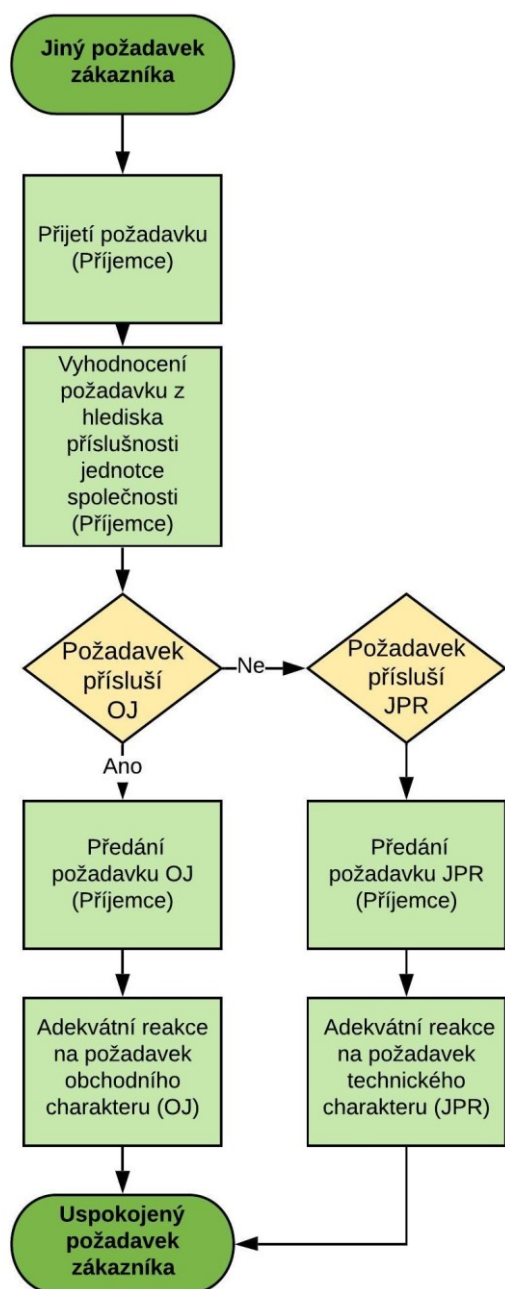 Jiný požadavek
zákazníka
Přijetí požadavku
(Příjemce)
Vyhodnocení
požadavku z
hlediska
příslušnosti
jednotce
společnosti
(Příjemce)
Požadavek
přísluší
OJ
Ne
Požadavek
přísluší
JPR
Ano
Předání
požadavku OJ
(Příjemce)
Předání
požadavku JPR
(Příjemce)
Adekvátní reakce
na požadavek
obchodního
charakteru (OJ)
Adekvátní reakce
na požadavek
technického
charakteru (JPR)
Uspokojený
požadavek
zákazníka